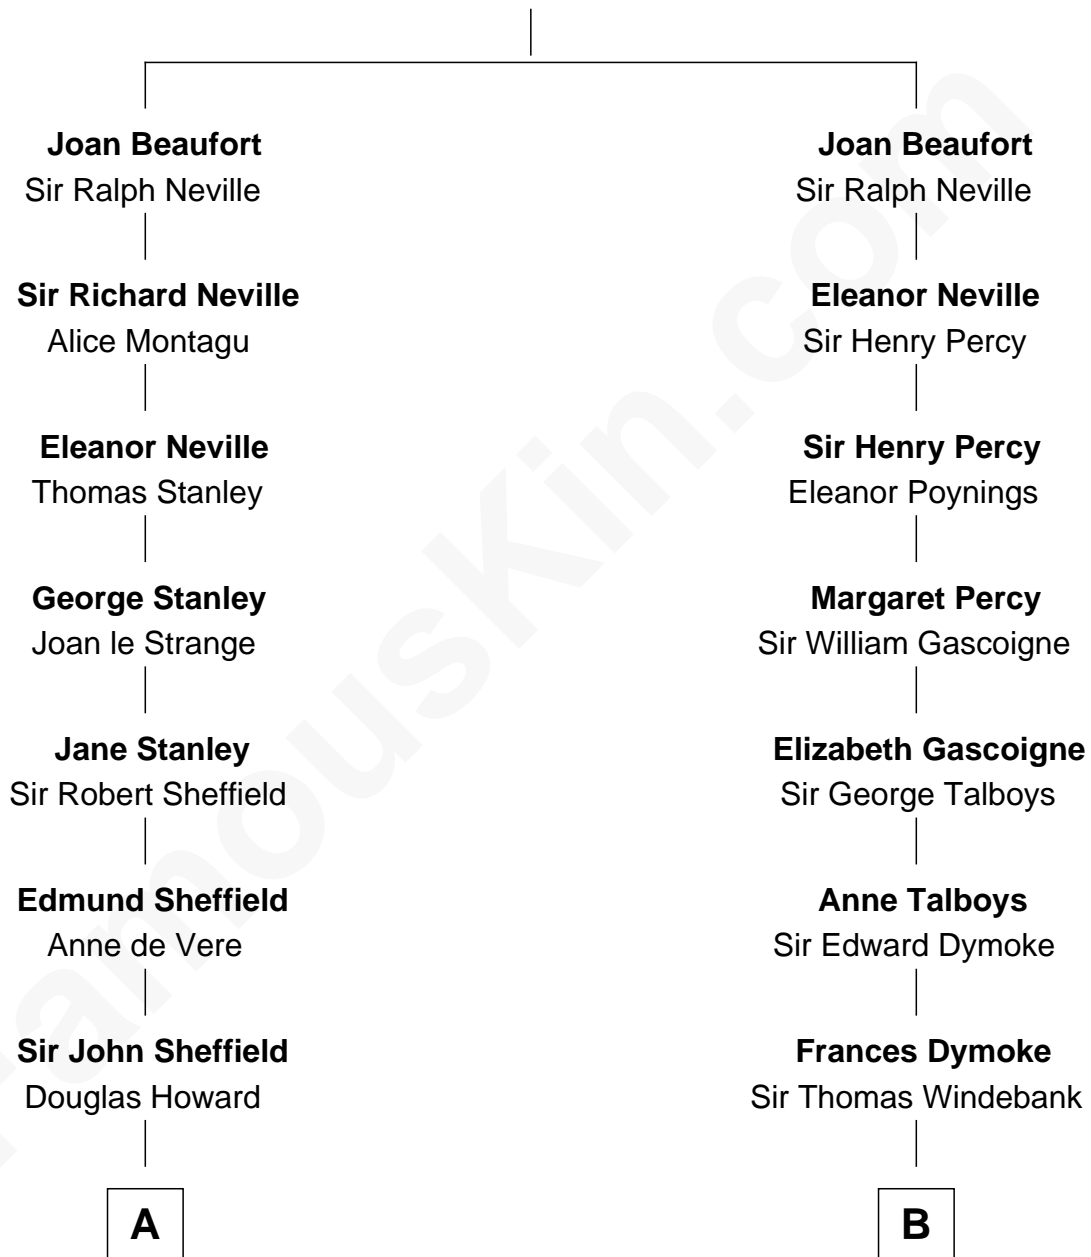 Joan Beaufort
Sir Ralph Neville
Sir Richard Neville
Alice Montagu
Eleanor Neville
Thomas Stanley
George Stanley
Joan le Strange
Jane Stanley
Sir Robert Sheffield
Edmund Sheffield
Anne de Vere
Sir John Sheffield
Douglas Howard
A
Joan Beaufort
Sir Ralph Neville
Eleanor Neville
Sir Henry Percy
Sir Henry Percy
Eleanor Poynings
Margaret Percy
Sir William Gascoigne
Elizabeth Gascoigne
Sir George Talboys
Anne Talboys
Sir Edward Dymoke
Frances Dymoke
Sir Thomas Windebank
B
FamousKin.com